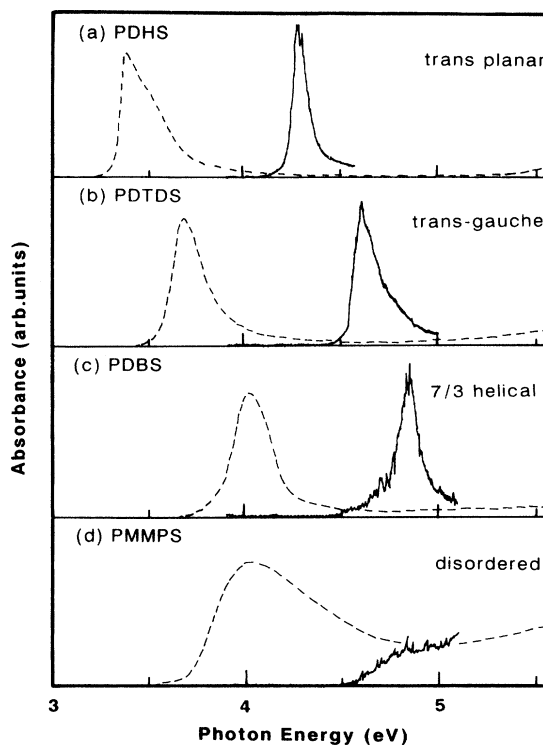 (a) PDHS
trans planar
(b) PDTDS
trans-gauche
(c) PDBS
7/3 helical
(d) PMMPS
disordered
Absorbance (arb.units)
3 4 5
Photon Energy (eV)